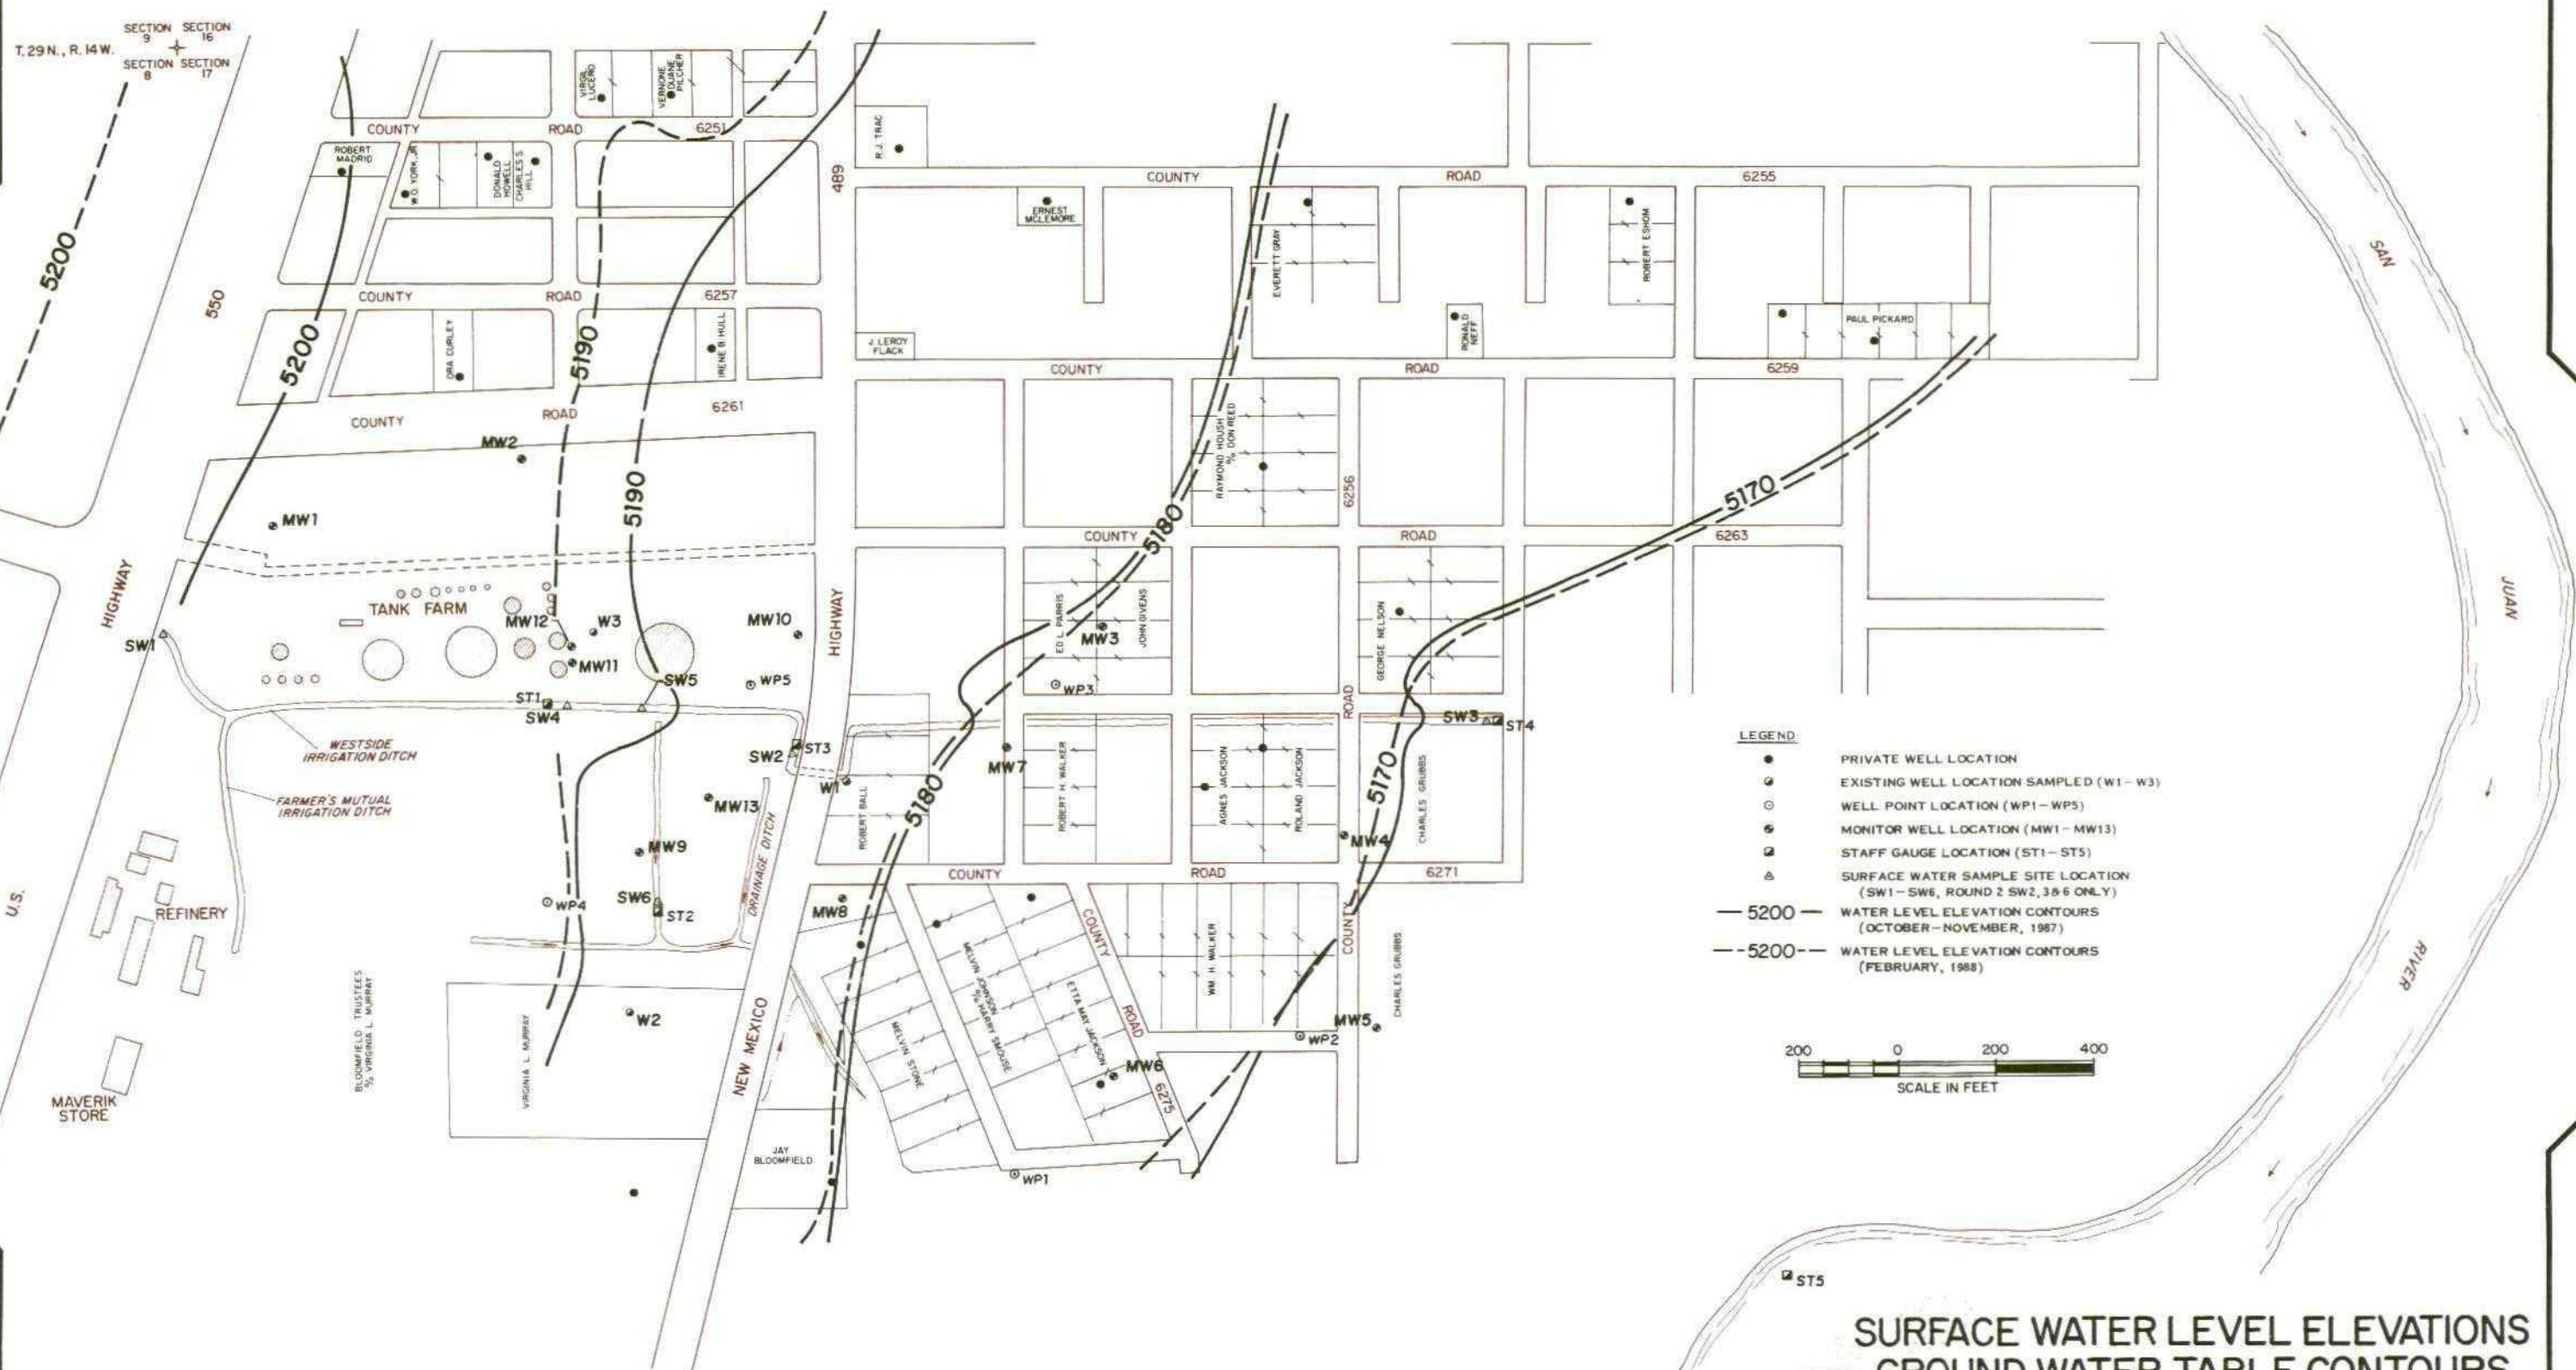 T.29N., R.14W.
SECTION SECTION
9 16
SECTION SECTION
8 17
VIRGIL
LUCERO
VERNONE
DUANE
PILCHER
COUNTY ROAD 6251
ROBERT
MADRID
W.O. YORK, JR
DONALD
HOWELL
CHARLES S.
HILL
R.J. TRAC
489
COUNTY ROAD 6255
ERNEST
MCLEMORE
EVERETT GRAY
ROBERT ESHOM
SAN
5200
550
5200
COUNTY ROAD 6257
5190
ORA CURLEY
IRENE B. HULL
J. LEROY
FLACK
RONALD
NEFF
PAUL PICKARD
COUNTY ROAD 6259
COUNTY ROAD 6261
RAYMOND HOUSH
% DON REED
MW2
MW1
5190
5180
6256
5170
COUNTY ROAD 6263
HIGHWAY
TANK FARM
MW12
W3
MW10
HIGHWAY
ED L. PARRIS
MW3
JOHN GIVENS
GEORGE NELSON
JUAN
SW1
MW11
SW5
WP5
WP3
ST1
SW4
ROAD
SW3
ST4
WESTSIDE
IRRIGATION DITCH
SW2
ST3
MW7
W1
FARMER'S MUTUAL
IRRIGATION DITCH
MW13
ROBERT BALL
5180
ROBERT H. WALKER
AGNES JACKSON
ROLAND JACKSON
5170
CHARLES GRUBBS
MW9
DRAINAGE DITCH
MW4
COUNTY ROAD 6271
U.S.
REFINERY
WP4
SW6
ST2
MW8
COUNTY
COUNTY
LEGEND
PRIVATE WELL LOCATION
EXISTING WELL LOCATION SAMPLED (W1-W3)
WELL POINT LOCATION (WP1-WP5)
MONITOR WELL LOCATION (MW1-MW13)
STAFF GAUGE LOCATION (ST1-ST5)
SURFACE WATER SAMPLE SITE LOCATION
(SW1-SW6, ROUND 2 SW2,3&6 ONLY)
5200 WATER LEVEL ELEVATION CONTOURS
(OCTOBER-NOVEMBER, 1987)
5200 WATER LEVEL ELEVATION CONTOURS
(FEBRUARY, 1988)
RIVER
BLOOMFIELD TRUSTEES
% VIRGINIA L. MURRAY
VIRGINIA L. MURRAY
W2
NEW MEXICO
MELVIN STONE
MELVIN JOHNSON
% HARRY SMOUSE
ETTA MAY JACKSON
ROAD
WM. H. WALKER
CHARLES GRUBBS
MW5
WP2
MW6
6275
200 0 200 400
SCALE IN FEET
MAVERIK
STORE
JAY
BLOOMFIELD
WP1
ST5
SURFACE WATER LEVEL ELEVATIONS
GROUND WATER TABLE CONTOURS